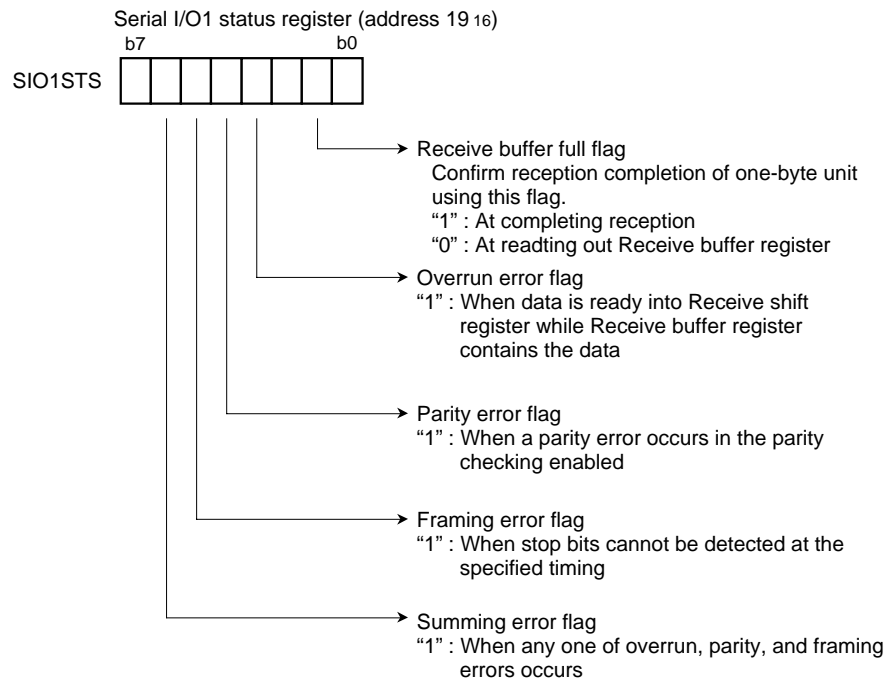 Serial I/O1 status register (address 19 16)
b7 b0
SIO1STS
Receive buffer full flag
Confirm reception completion of one-byte unit
using this flag.
“1” : At completing reception
“0” : At readting out Receive buffer register
Overrun error flag
“1” : When data is ready into Receive shift
register while Receive buffer register
contains the data
Parity error flag
“1” : When a parity error occurs in the parity
checking enabled
Framing error flag
“1” : When stop bits cannot be detected at the
specified timing
Summing error flag
“1” : When any one of overrun, parity, and framing
errors occurs